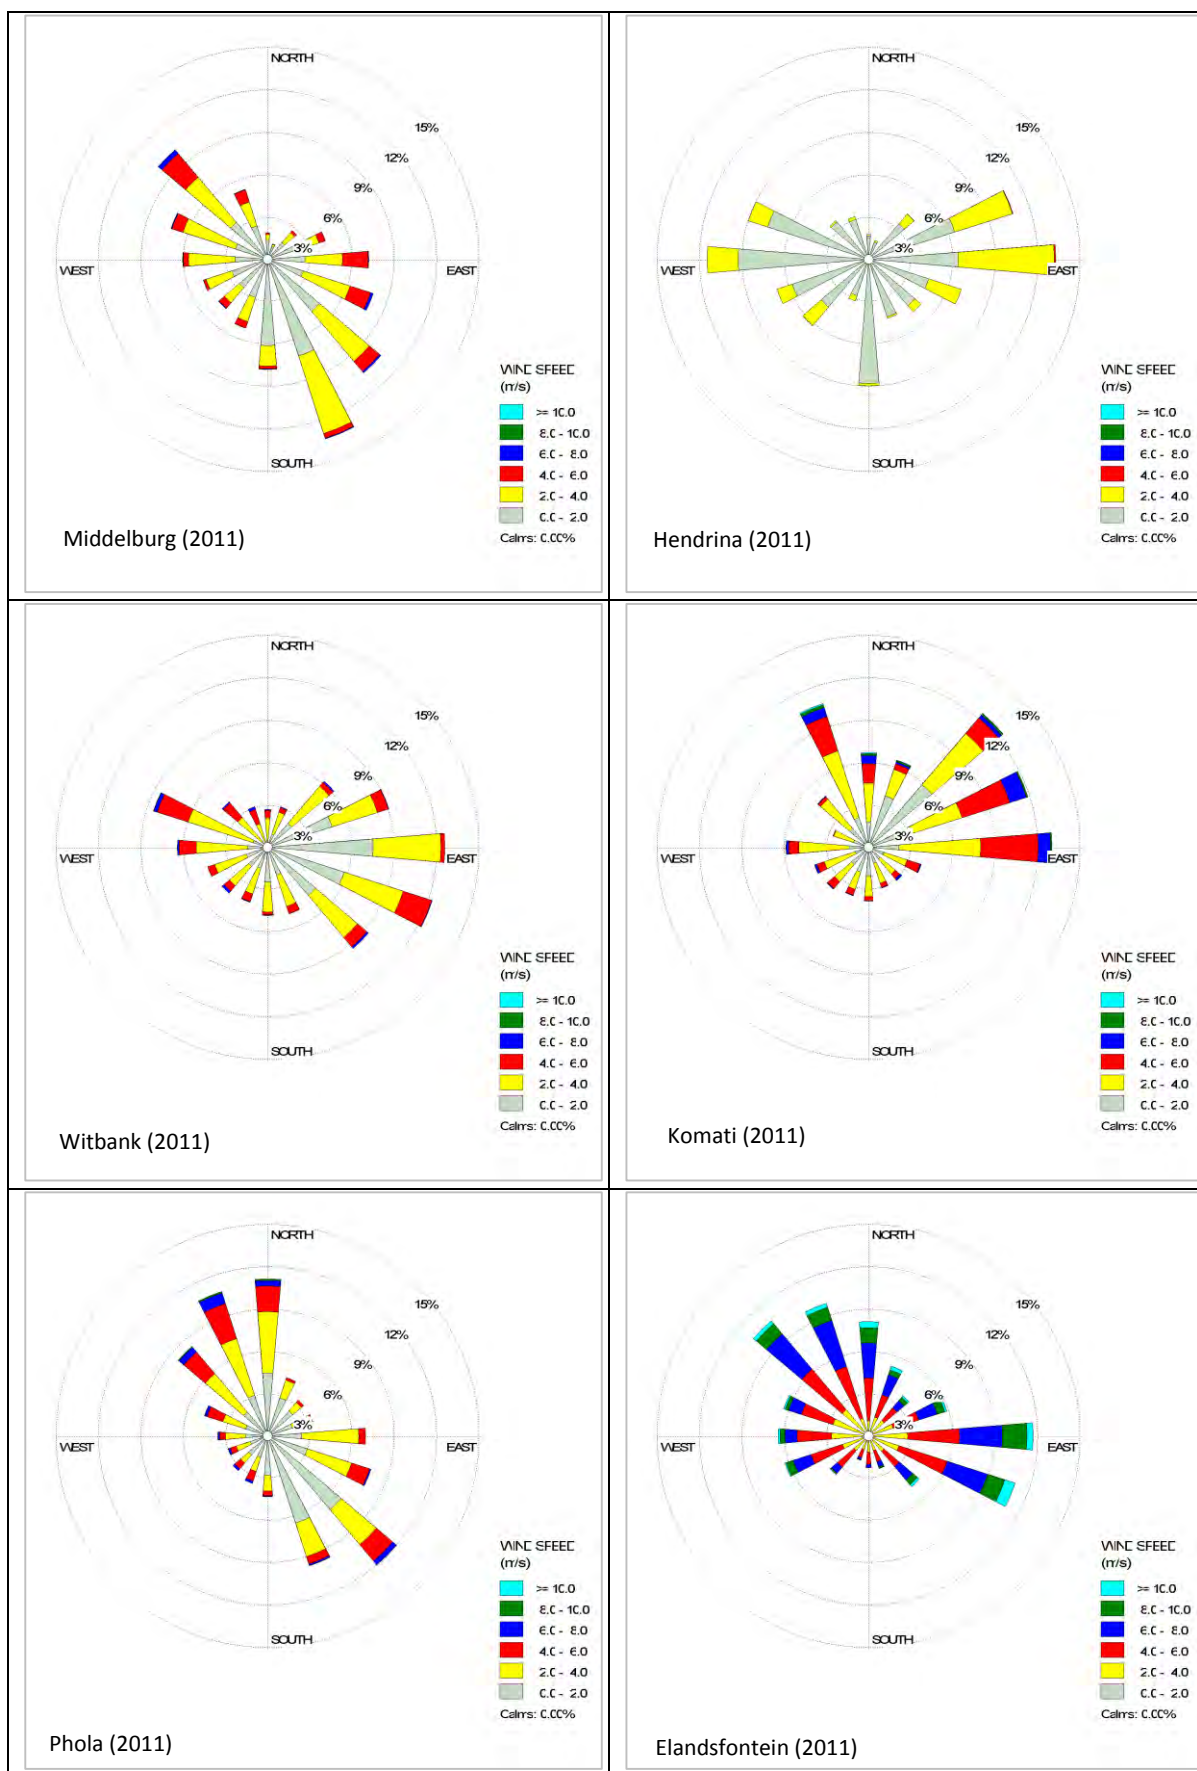 NORTH
15%
12%
9%
6%
3%
WEST
EAST
SOUTH
WIND SPEED
(m/s)
>= 10.0
8.0 - 10.0
6.0 - 8.0
4.0 - 6.0
2.0 - 4.0
0.0 - 2.0
Calms: 0.00%
Middelburg (2011)
NORTH
15%
12%
9%
6%
3%
WEST
EAST
SOUTH
WIND SPEED
(m/s)
>= 10.0
8.0 - 10.0
6.0 - 8.0
4.0 - 6.0
2.0 - 4.0
0.0 - 2.0
Calms: 0.00%
Hendrina (2011)
NORTH
15%
12%
9%
6%
3%
WEST
EAST
SOUTH
WIND SPEED
(m/s)
>= 10.0
8.0 - 10.0
6.0 - 8.0
4.0 - 6.0
2.0 - 4.0
0.0 - 2.0
Calms: 0.00%
Witbank (2011)
NORTH
15%
12%
9%
6%
3%
WEST
EAST
SOUTH
WIND SPEED
(m/s)
>= 10.0
8.0 - 10.0
6.0 - 8.0
4.0 - 6.0
2.0 - 4.0
0.0 - 2.0
Calms: 0.00%
Komati (2011)
NORTH
15%
12%
9%
6%
3%
WEST
EAST
SOUTH
WIND SPEED
(m/s)
>= 10.0
8.0 - 10.0
6.0 - 8.0
4.0 - 6.0
2.0 - 4.0
0.0 - 2.0
Calms: 0.00%
Phola (2011)
NORTH
15%
12%
9%
6%
3%
WEST
EAST
SOUTH
WIND SPEED
(m/s)
>= 10.0
8.0 - 10.0
6.0 - 8.0
4.0 - 6.0
2.0 - 4.0
0.0 - 2.0
Calms: 0.00%
Elandsfontein (2011)